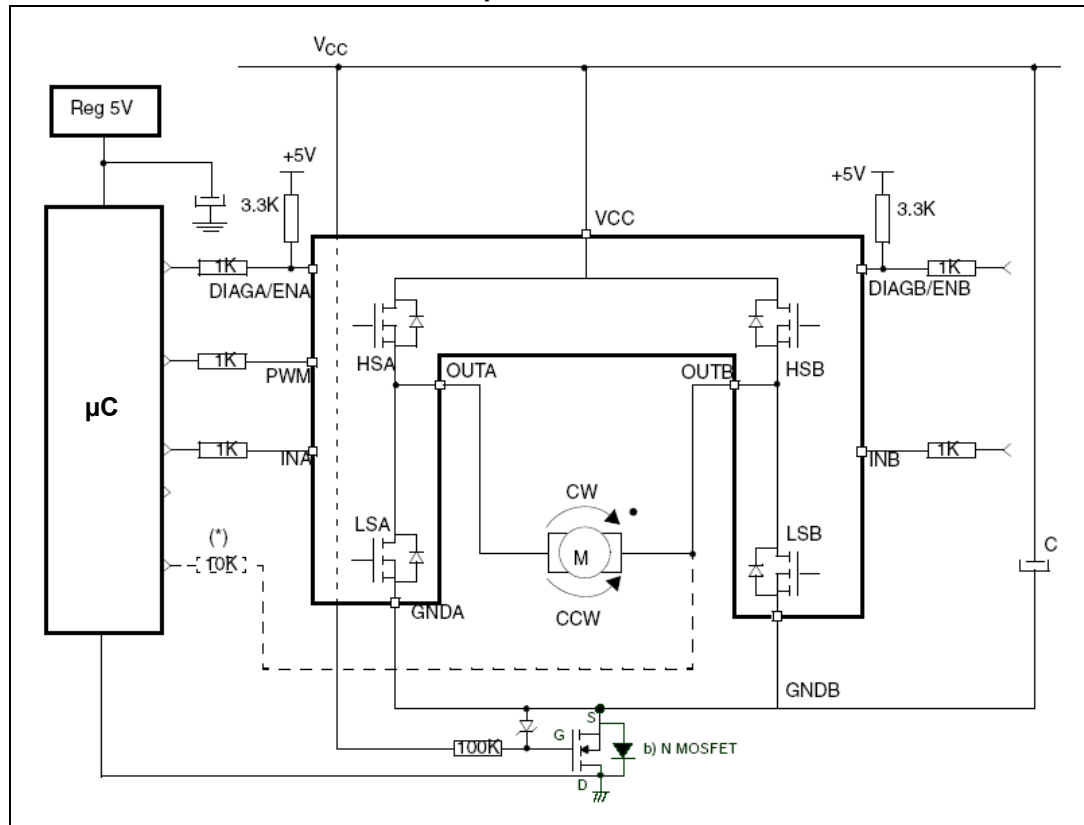 VCC
Reg 5V
+5V
+5V
3.3K
3.3K
VCC
1K
1K
DIAGA/ENA
DIAGB/ENB
HSA
HSB
1K
PWM
OUTA
OUTB
µC
1K
INA
INB
1K
CW
LSA
LSB
(*)
10K
M
C
GNDA
CCW
GNDB
S
G
100K
b) N MOSFET
D